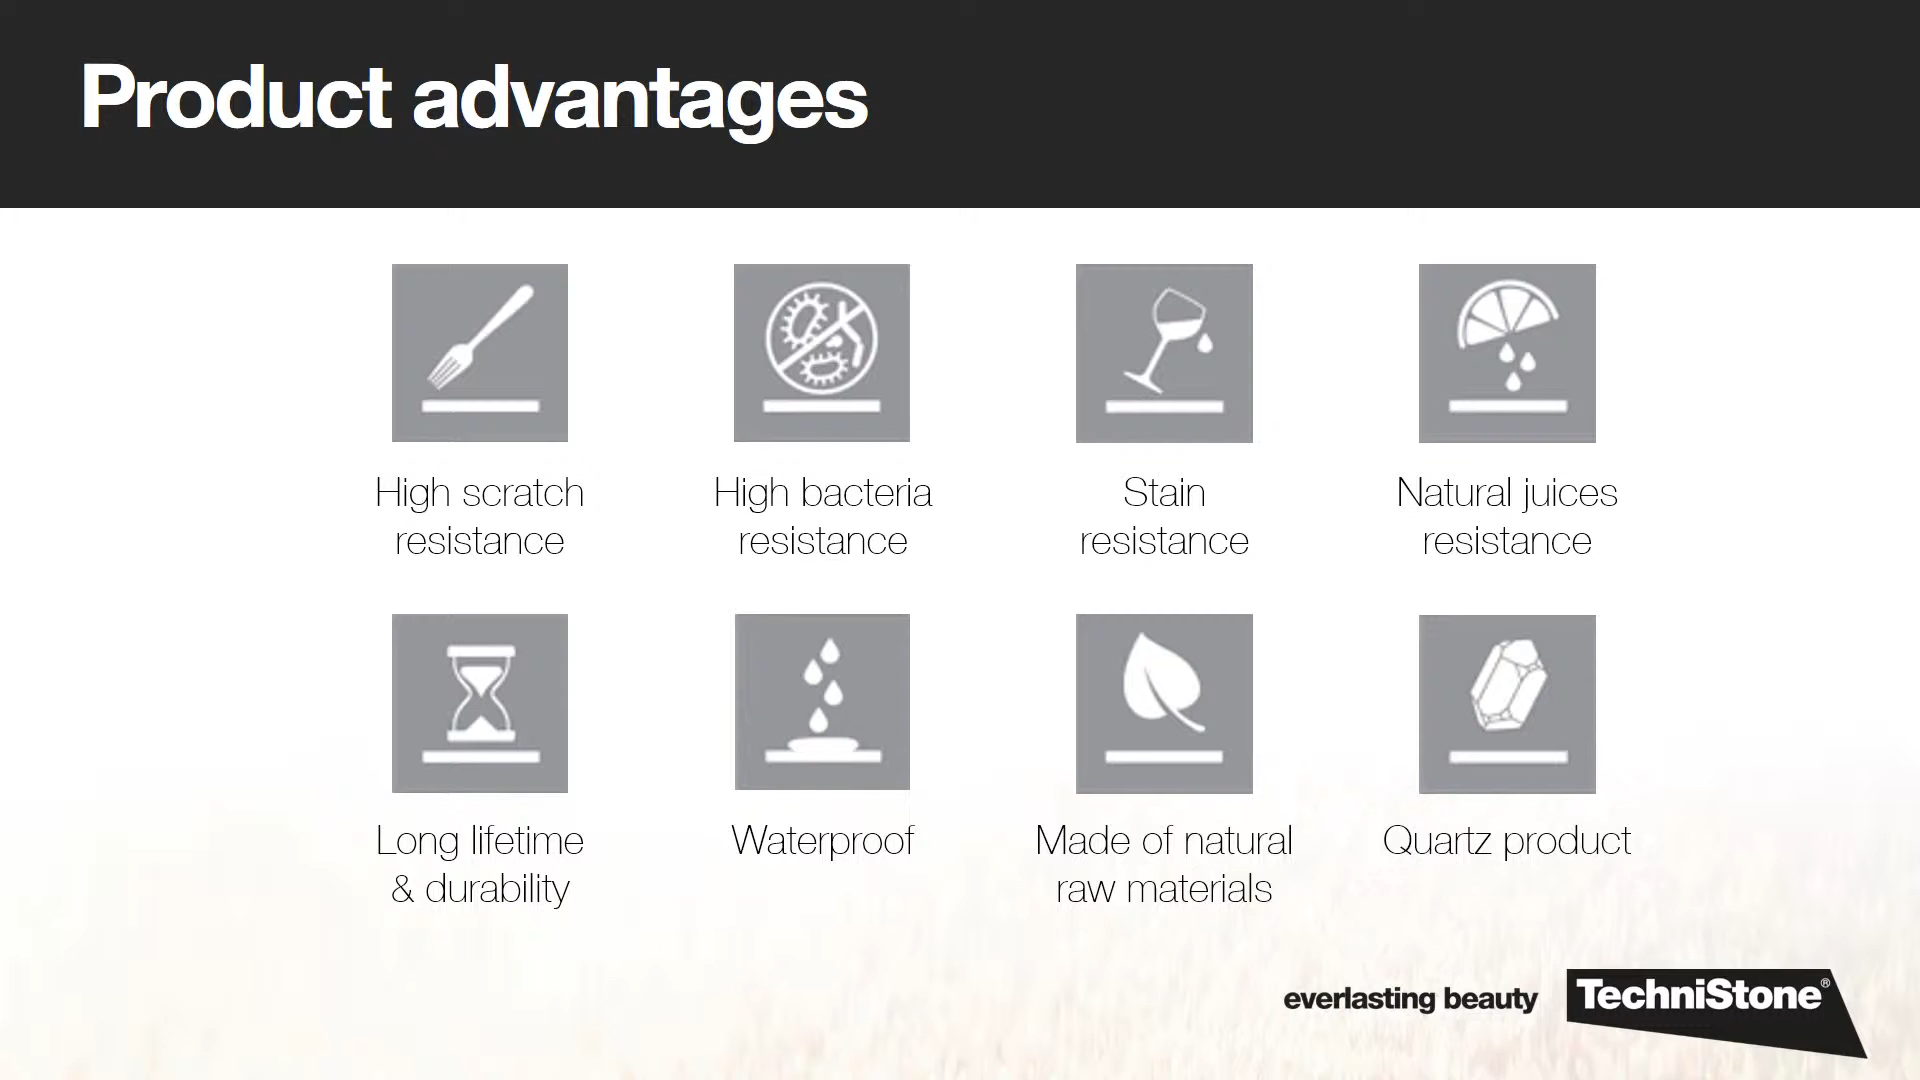 Product advantages
High scratch
resistance
High bacteria
resistance
Stain
resistance
Natural juices
resistance
Long lifetime
& durability
Waterproof
Made of natural
raw materials
Quartz product
everlasting beauty
TechniStone®